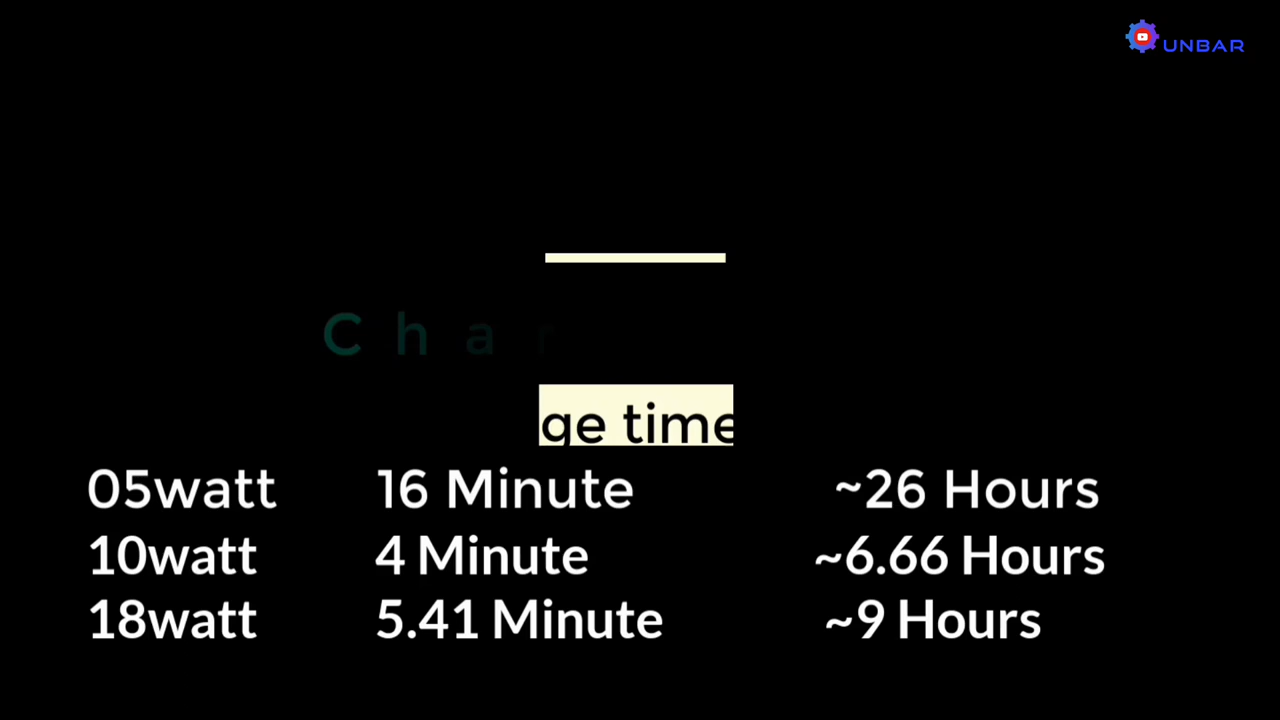 UNBAR
Char
ge time
05watt 16 Minute ~26 Hours
10watt 4 Minute ~6.66 Hours
18watt 5.41 Minute ~9 Hours